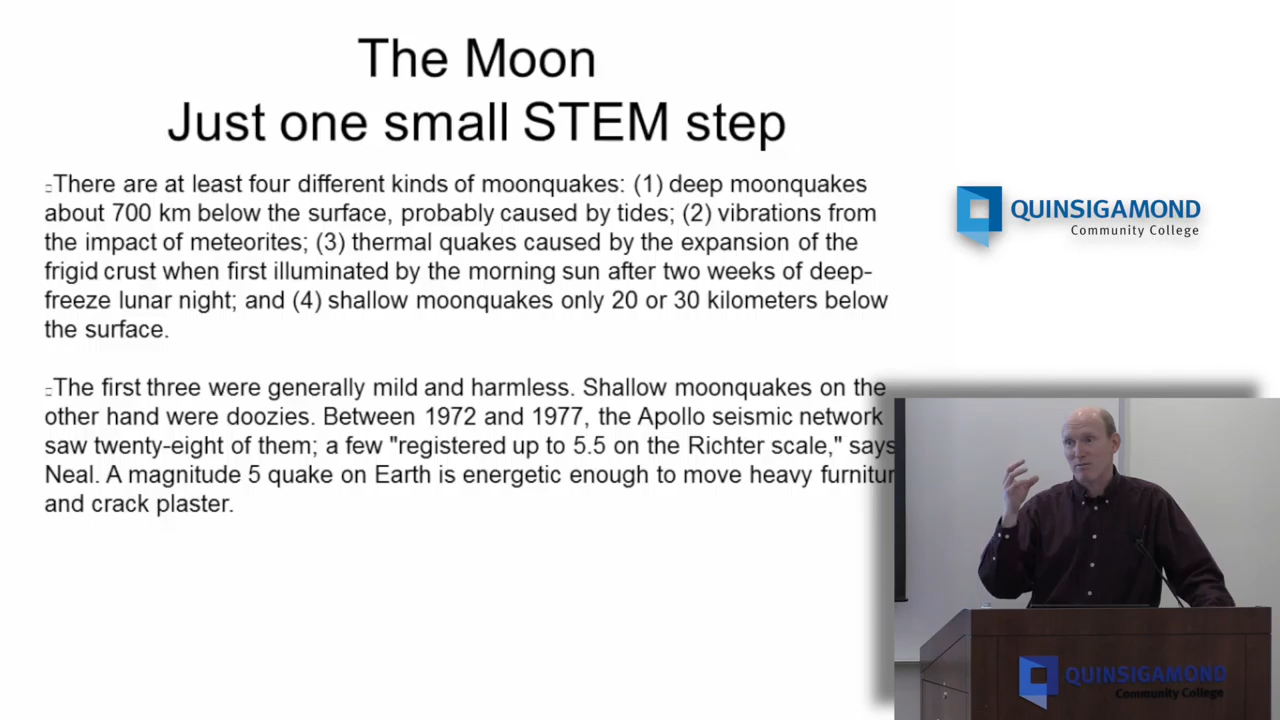 The Moon
Just one small STEM step
There are at least four different kinds of moonquakes: (1) deep moonquakes
about 700 km below the surface, probably caused by tides; (2) vibrations from
the impact of meteorites; (3) thermal quakes caused by the expansion of the
frigid crust when first illuminated by the morning sun after two weeks of deep-
freeze lunar night; and (4) shallow moonquakes only 20 or 30 kilometers below
the surface.
The first three were generally mild and harmless. Shallow moonquakes on the
other hand were doozies. Between 1972 and 1977, the Apollo seismic network
saw twenty-eight of them; a few "registered up to 5.5 on the Richter scale," says
Neal. A magnitude 5 quake on Earth is energetic enough to move heavy furnitur
and crack plaster.
QUINSIGAMOND
Community College
QUINSIGAMOND
Community College